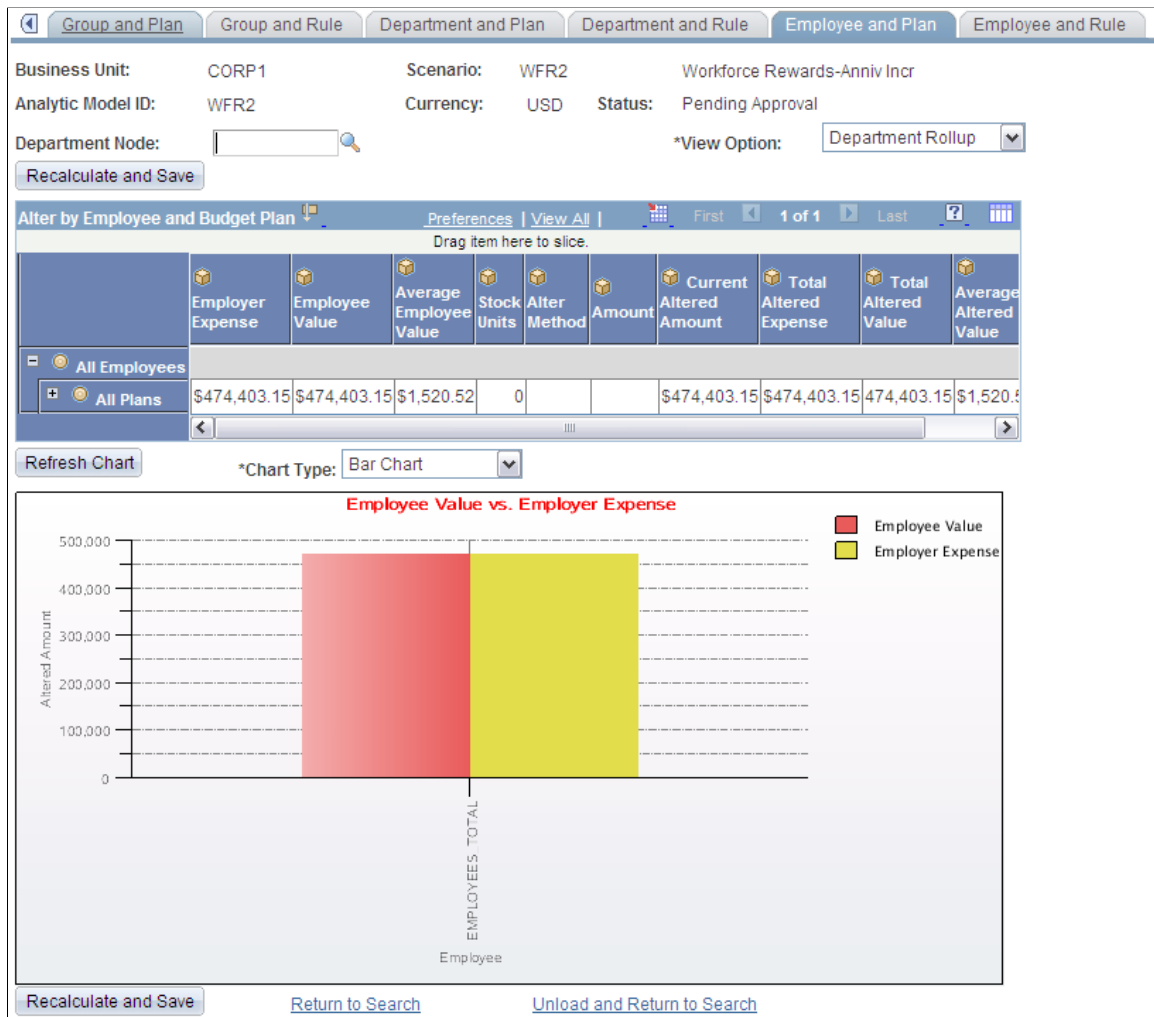 Group and Plan Group and Rule Department and Plan Department and Rule Employee and Plan Employee and Rule
Business Unit: CORP1 Scenario: WFR2 Workforce Rewards-Anniv Incr
Analytic Model ID: WFR2 Currency: USD Status: Pending Approval
Department Node: *View Option: Department Rollup
Recalculate and Save
Alter by Employee and Budget Plan Preferences | View All | First 1 of 1 Last
Drag item here to slice.
Employer Expense Employee Value Average Employee Value Stock Units Alter Method Amount Current Altered Amount Total Altered Expense Total Altered Value Average Altered Value
All Employees
All Plans $474,403.15 $474,403.15 $1,520.52 0 $474,403.15 $474,403.15 474,403.15 $1,520.5
Refresh Chart *Chart Type: Bar Chart
Employee Value vs. Employer Expense
Employee Value
Employer Expense
500,000
400,000
300,000
200,000
100,000
0
Altered Amount
EMPLOYEES_TOTAL
Employee
Recalculate and Save Return to Search Unload and Return to Search